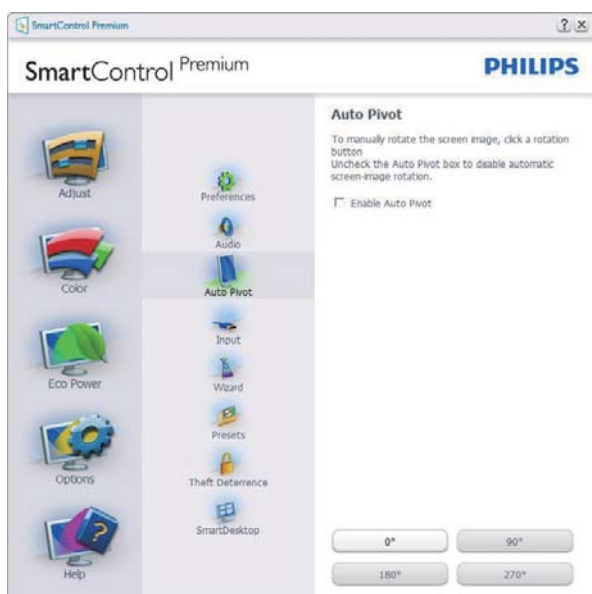 SmartControl Premium
? x
SmartControl Premium
PHILIPS
Adjust
Color
Eco Power
Options
Help
Preferences
Audio
Auto Pivot
Input
Wizard
Presets
Theft Deterrence
SmartDesktop
Auto Pivot
To manually rotate the screen image, click a rotation
button
Uncheck the Auto Pivot box to disable automatic
screen-image rotation.
Enable Auto Pivot
0°
90°
180°
270°